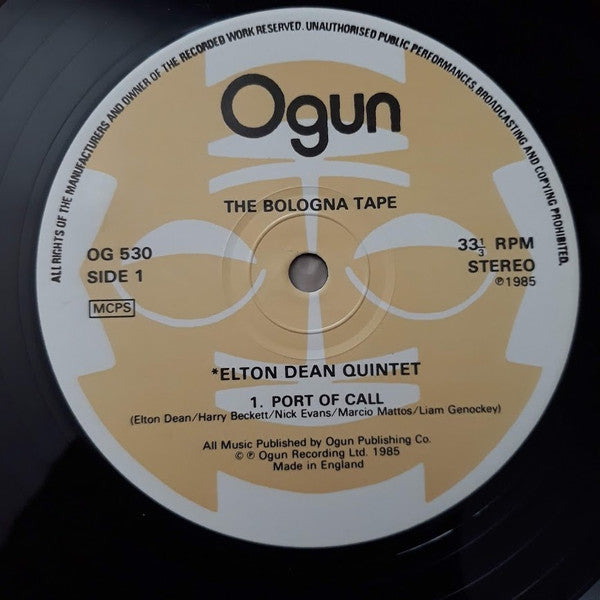 ALL RIGHTS OF THE MANUFACTURERS AND OWNER OF THE RECORDED WORK RESERVED. UNAUTHORISED PUBLIC PERFORMANCES, BROADCASTING AND COPYING PROHIBITED.
Ogun
THE BOLOGNA TAPE
OG 530
SIDE 1
MCPS
33⅓ RPM
STEREO
℗1985
*ELTON DEAN QUINTET
1. PORT OF CALL
(Elton Dean/Harry Beckett/Nick Evans/Marcio Mattos/Liam Genockey)
All Music Published by Ogun Publishing Co.
© ℗ Ogun Recording Ltd. 1985
Made in England